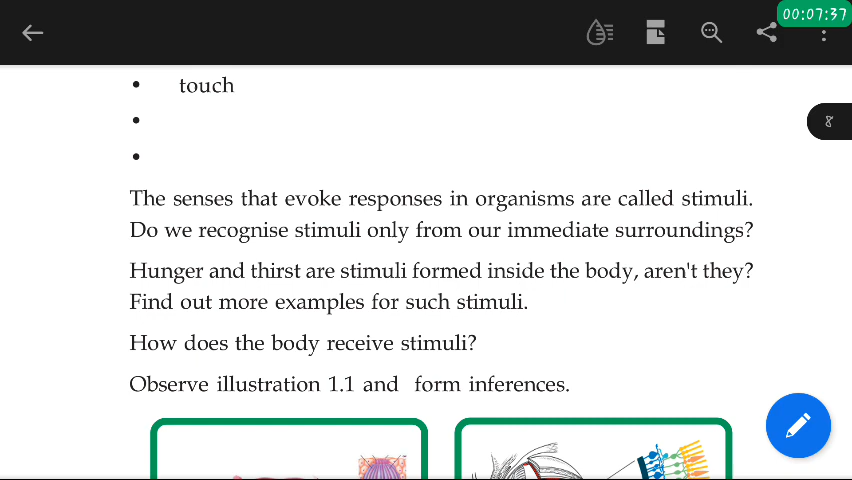 00:07:37
8
• touch
•
•
The senses that evoke responses in organisms are called stimuli.
Do we recognise stimuli only from our immediate surroundings?
Hunger and thirst are stimuli formed inside the body, aren't they?
Find out more examples for such stimuli.
How does the body receive stimuli?
Observe illustration 1.1 and form inferences.